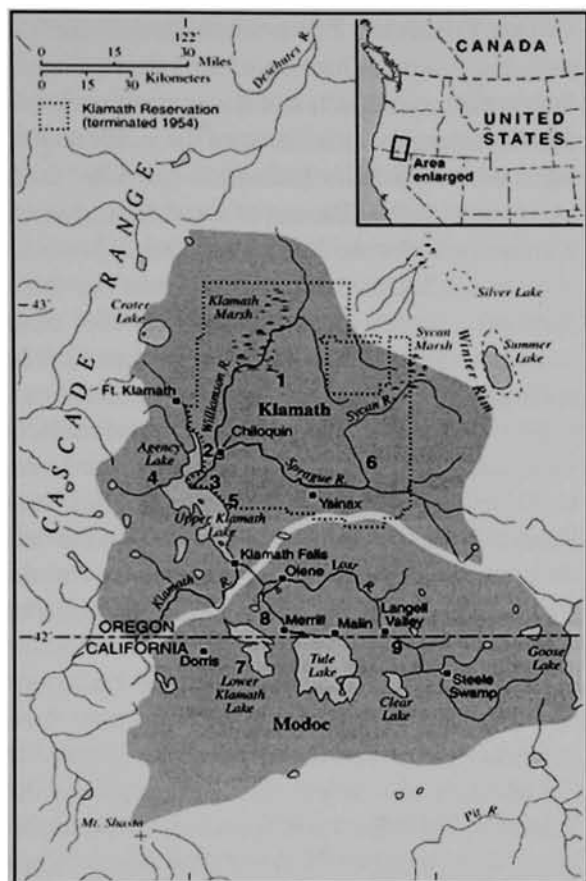 122°
0 15 30
Miles
Kilometers
0 15 30
Klamath Reservation
(terminated 1954)
Deschutes R.
CANADA
UNITED
STATES
Area
enlarged
CASCADE RANGE
43°
Crater
Lake
Klamath
Marsh
Silver Lake
Sycan
Marsh
Winter Rim
Summer
Lake
Ft. Klamath
Williamson R.
1
Klamath
Sycan R.
Chiloquin
2
Agency
Lake
4
3
Sprague R.
6
5
Yainax
Upper Klamath
Lake
Klamath Falls
Klamath R.
Olene
Lost R.
OREGON
CALIFORNIA
42°
8
Merrill
Malin
Langell
Valley
9
Dorris
7
Lower
Klamath
Lake
Tule
Lake
Clear
Lake
Steele
Swamp
Goose
Lake
Modoc
Mt. Shasta
Pit R.